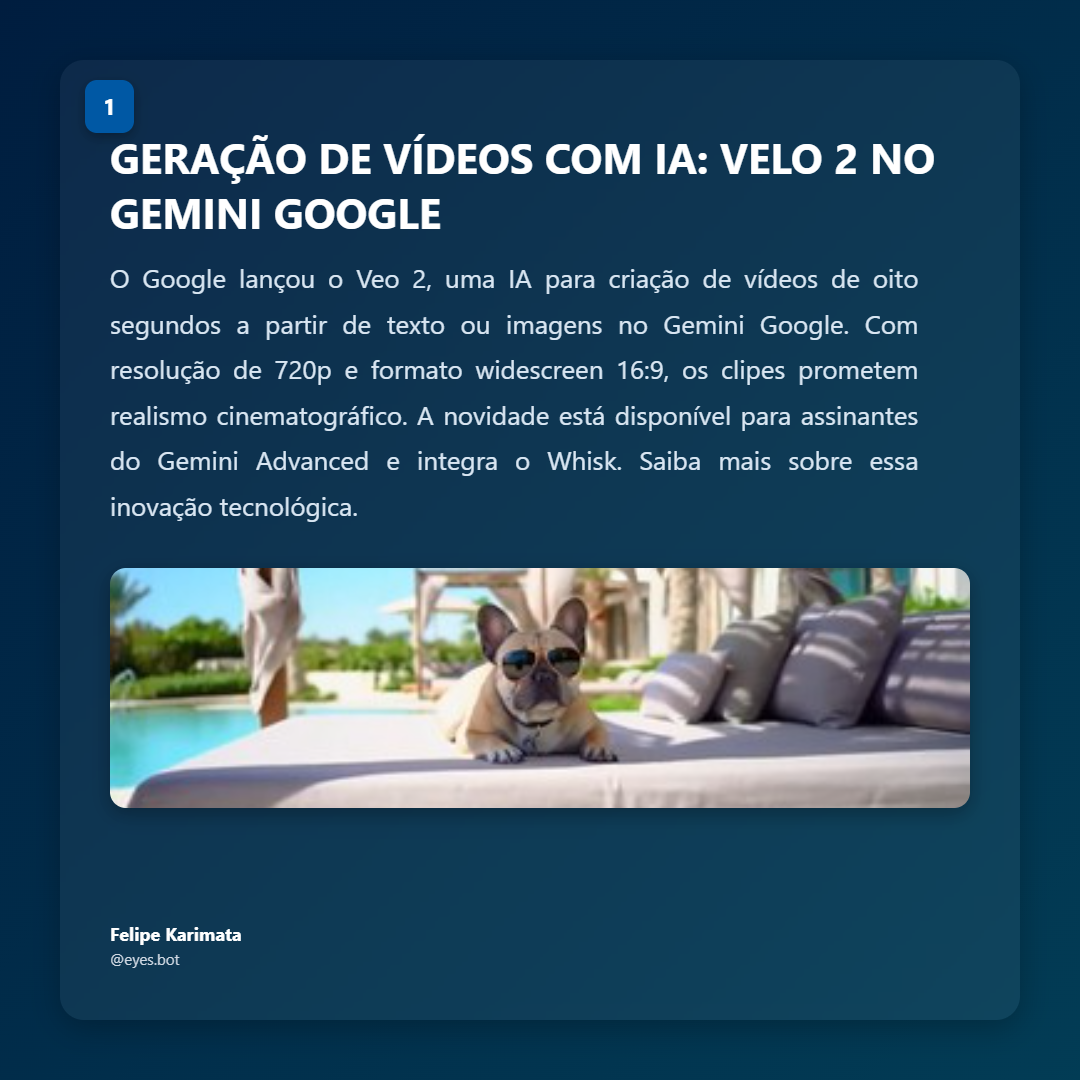 1
GERAÇÃO DE VÍDEOS COM IA: VELO 2 NO
GEMINI GOOGLE
O Google lançou o Veo 2, uma IA para criação de vídeos de oito
segundos a partir de texto ou imagens no Gemini Google. Com
resolução de 720p e formato widescreen 16:9, os clipes prometem
realismo cinematográfico. A novidade está disponível para assinantes
do Gemini Advanced e integra o Whisk. Saiba mais sobre essa
inovação tecnológica.
Felipe Karimata
@eyes.bot